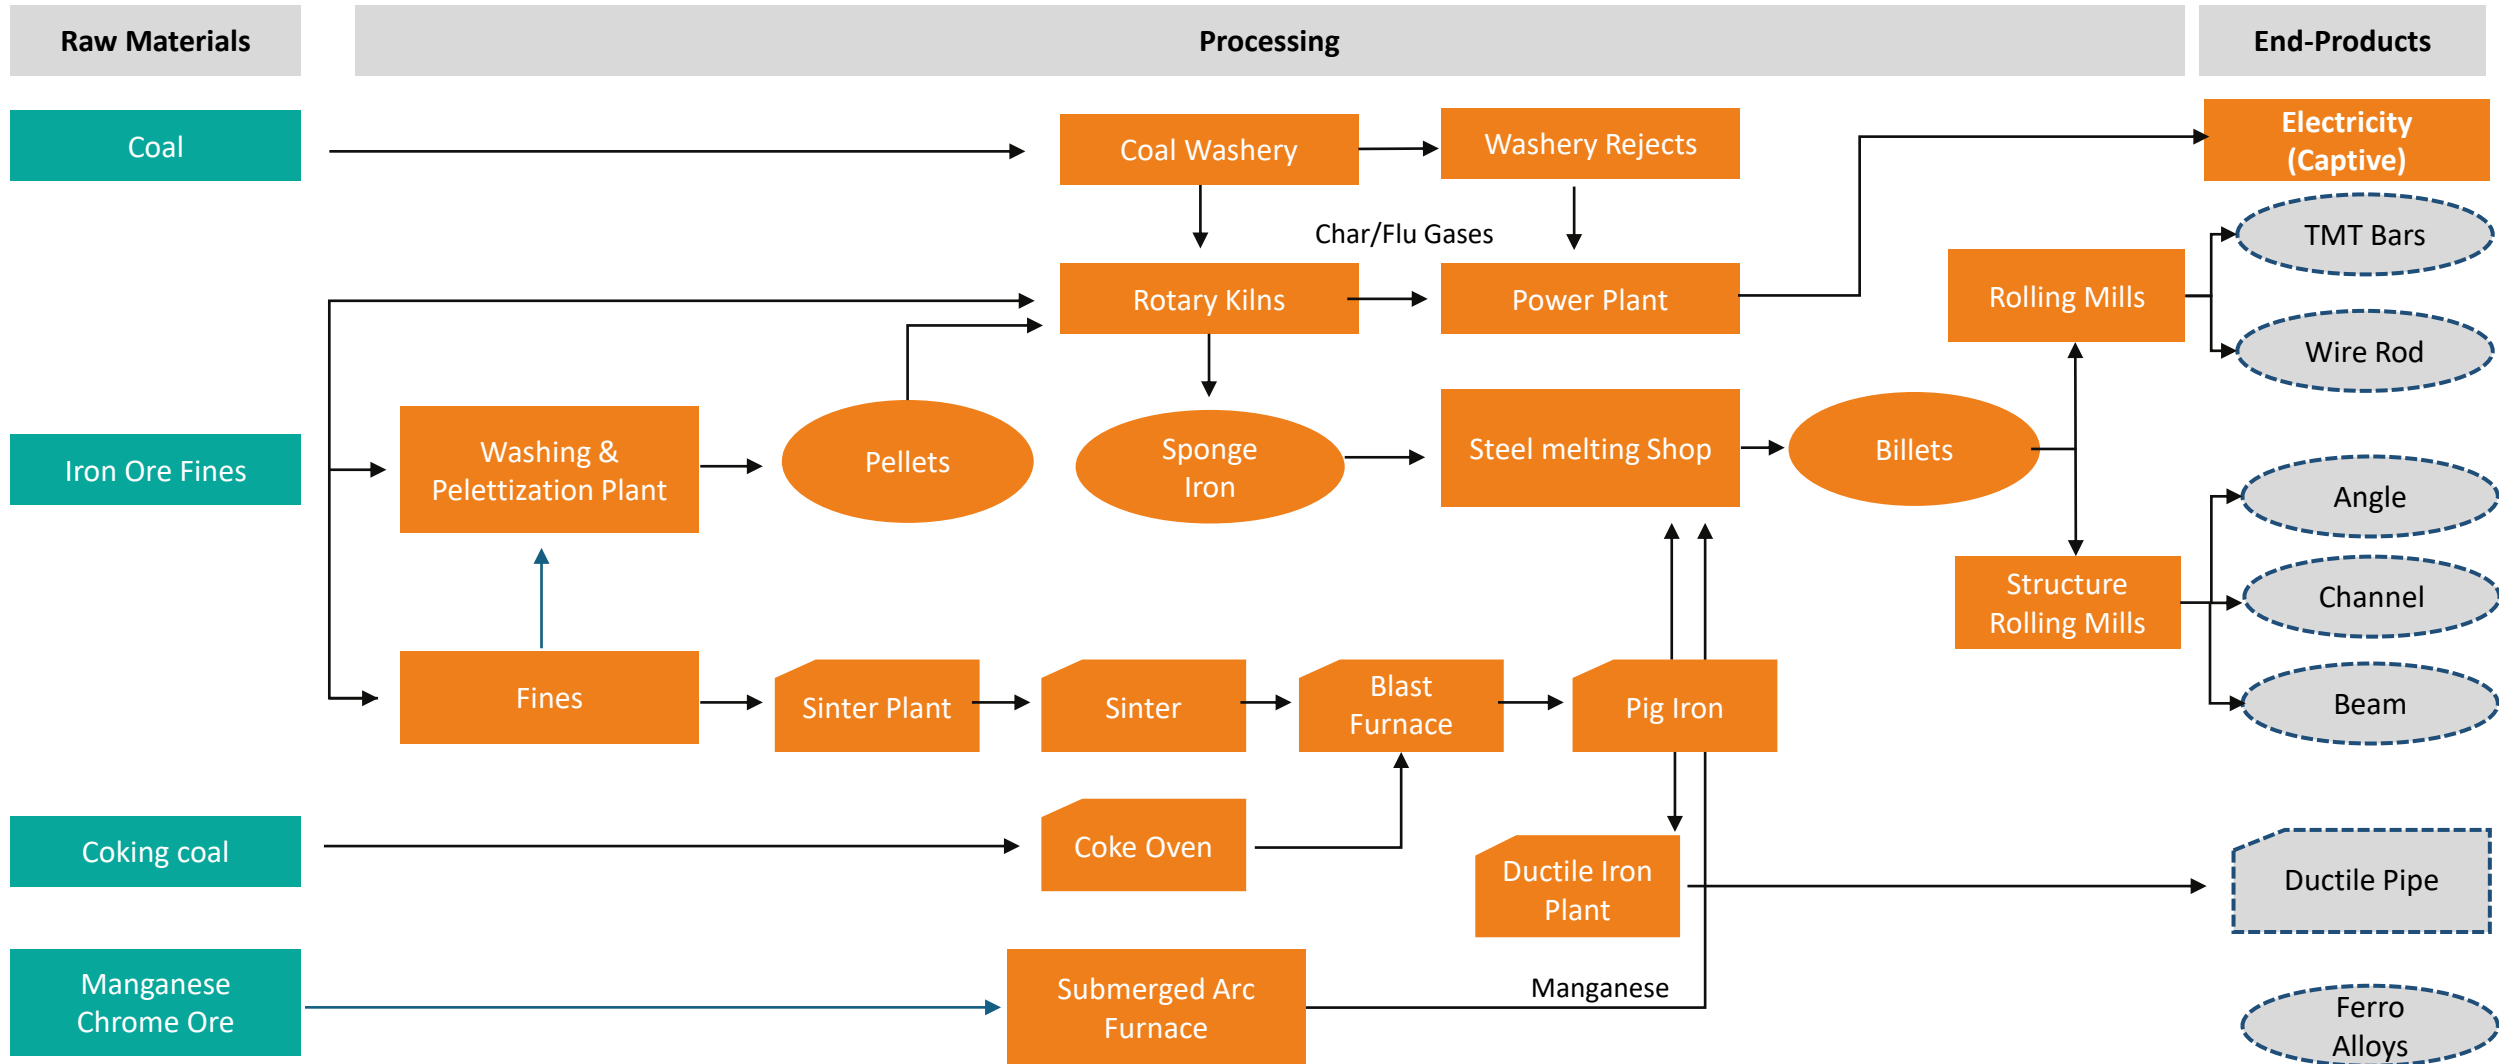 Raw Materials
Processing
End-Products
Coal
Coal Washery
Washery Rejects
Electricity
(Captive)
Char/Flu Gases
TMT Bars
Rotary Kilns
Power Plant
Rolling Mills
Wire Rod
Iron Ore Fines
Washing &
Pelettization Plant
Pellets
Sponge
Iron
Steel melting Shop
Billets
Angle
Structure
Rolling Mills
Channel
Fines
Sinter Plant
Sinter
Blast
Furnace
Pig Iron
Beam
Coking coal
Coke Oven
Ductile Iron
Plant
Ductile Pipe
Manganese
Chrome Ore
Submerged Arc
Furnace
Manganese
Ferro
Alloys